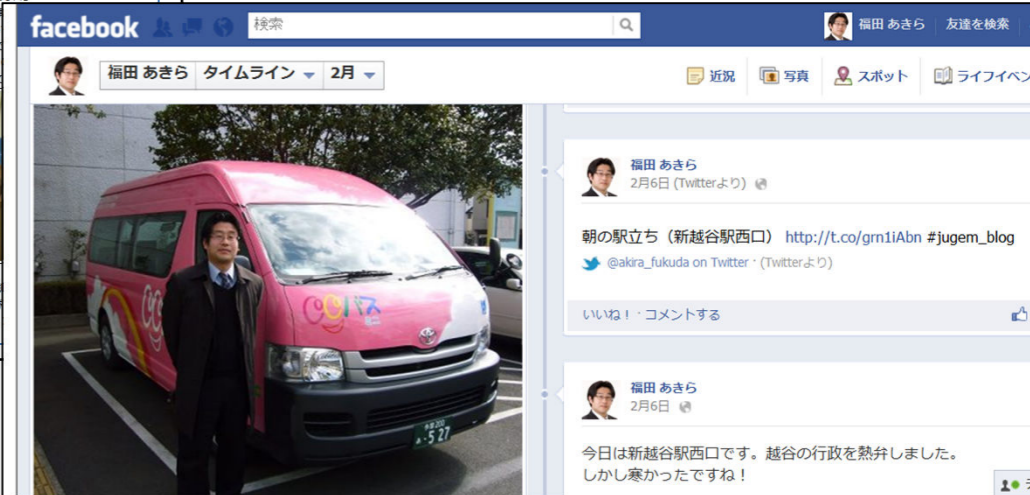 facebook
検索
福田 あきら
友達を検索
福田 あきら タイムライン 2月
近況
写真
スポット
ライフイベン
福田 あきら
2月6日 (Twitterより)
朝の駅立ち（新越谷駅西口） http://t.co/grn1iAbn #jugem_blog
@akira_fukuda on Twitter · (Twitterより)
いいね！ · コメントする
福田 あきら
2月6日
今日は新越谷駅西口です。越谷の行政を熱弁しました。
しかし寒かったですね！
バス
・5 27